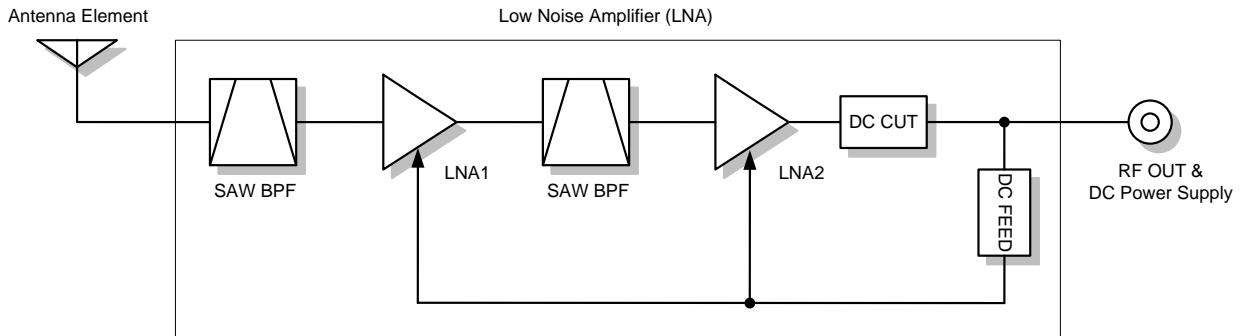 Antenna Element
Low Noise Amplifier (LNA)
SAW BPF
LNA1
SAW BPF
LNA2
DC CUT
DC FEED
RF OUT &
DC Power Supply